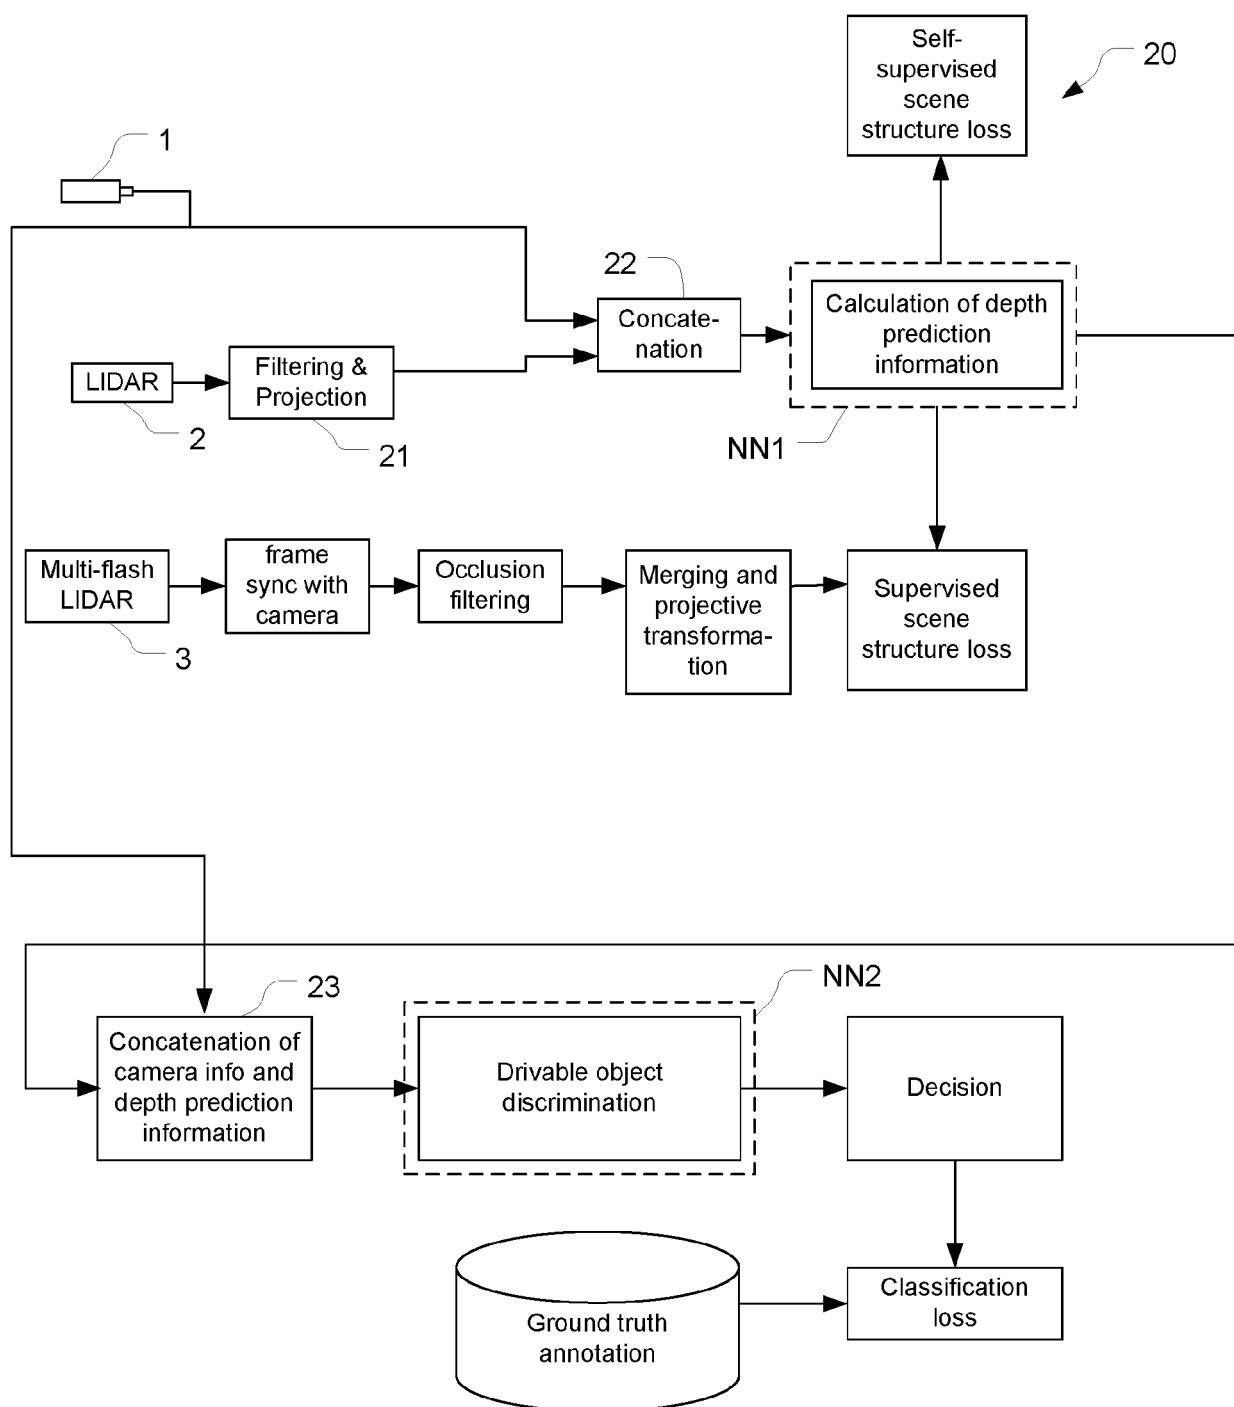 Self-
supervised
scene
structure loss
20
1
22
Concate-
nation
Calculation of depth
prediction
information
NN1
LIDAR
2
Filtering &
Projection
21
Multi-flash
LIDAR
3
frame
sync with
camera
Occlusion
filtering
Merging and
projective
transforma-
tion
Supervised
scene
structure loss
23
Concatenation of
camera info and
depth prediction
information
NN2
Drivable object
discrimination
Decision
Ground truth
annotation
Classification
loss